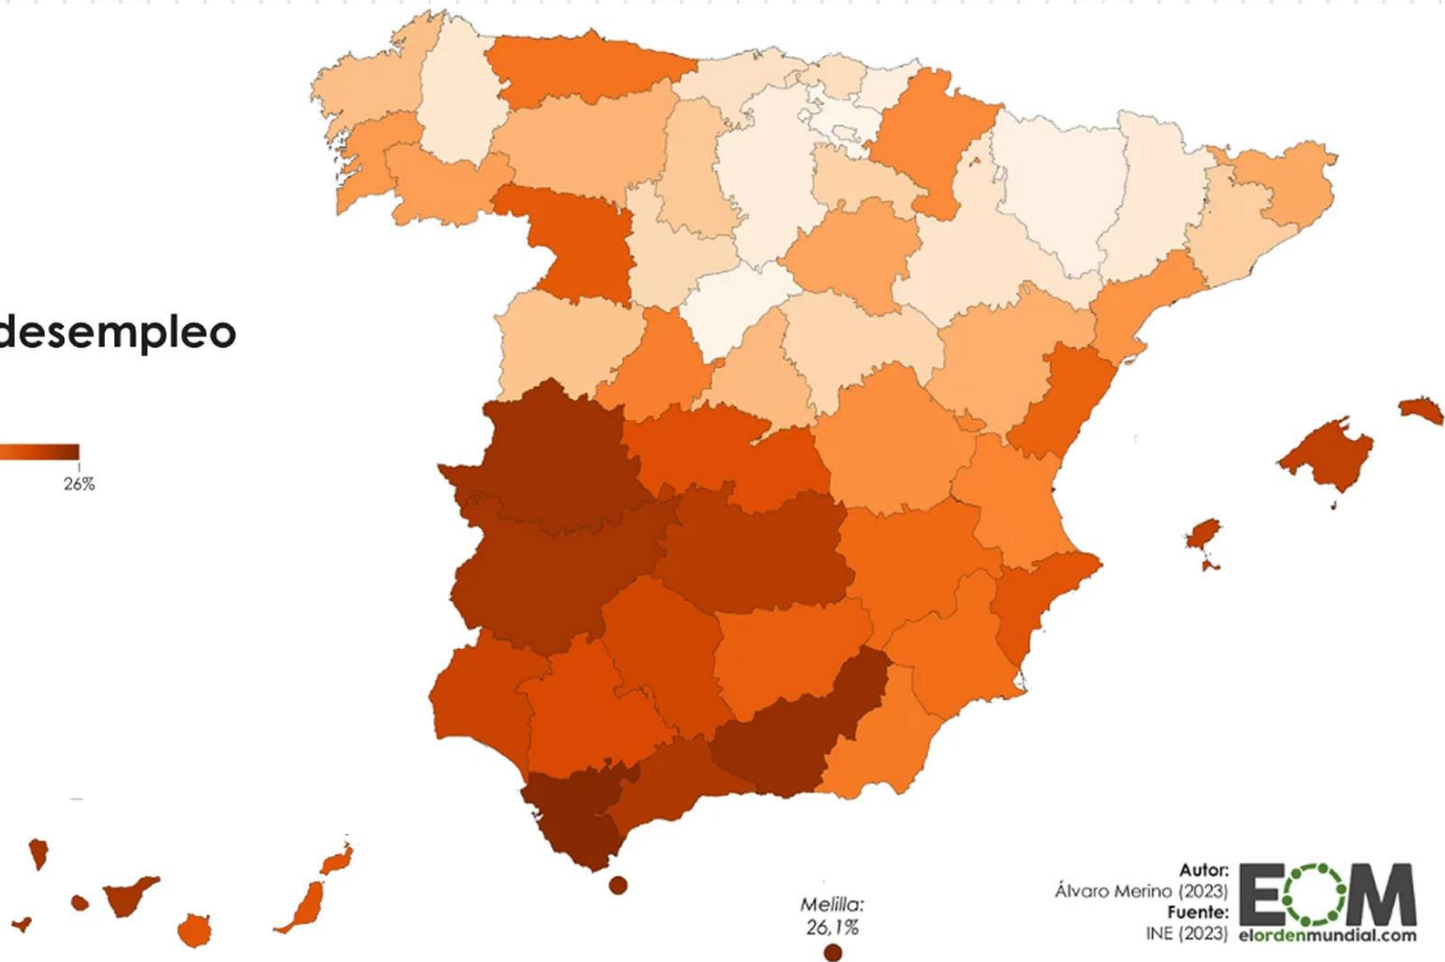 desempleo
26%
Melilla:
26,1%
Autor:
Álvaro Merino (2023)
Fuente:
INE (2023)
EOM
elordenmundial.com